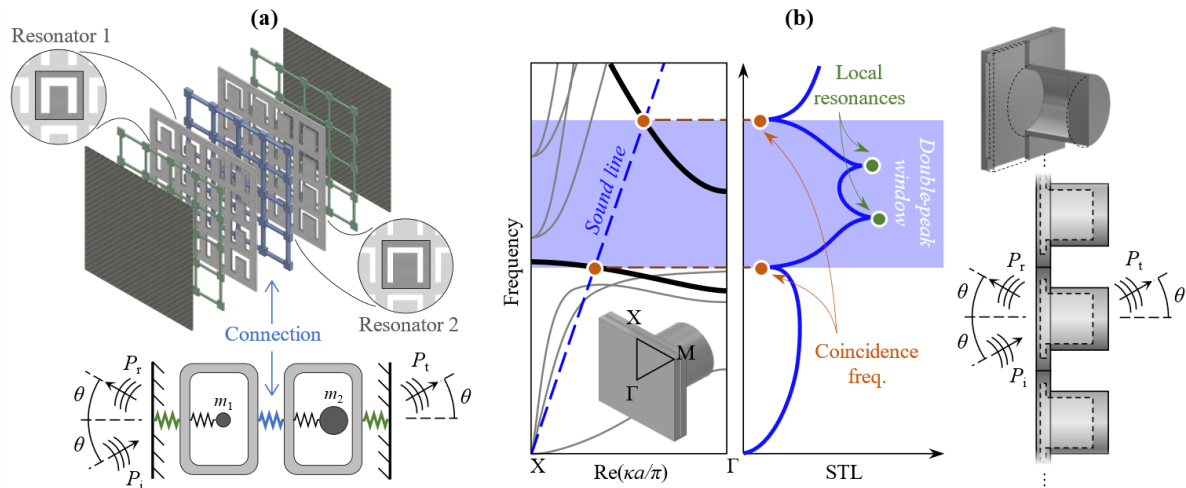 (a)
Resonator 1
Resonator 2
Connection
Pr
θ
θ
Pi
m1
m2
Pt
θ
(b)
Frequency
Sound line
X
M
Γ
X
Re(κa/π)
Γ
Local
resonances
Double-peak
window
Coincidence
freq.
STL
Pr
θ
θ
Pi
Pt
θ